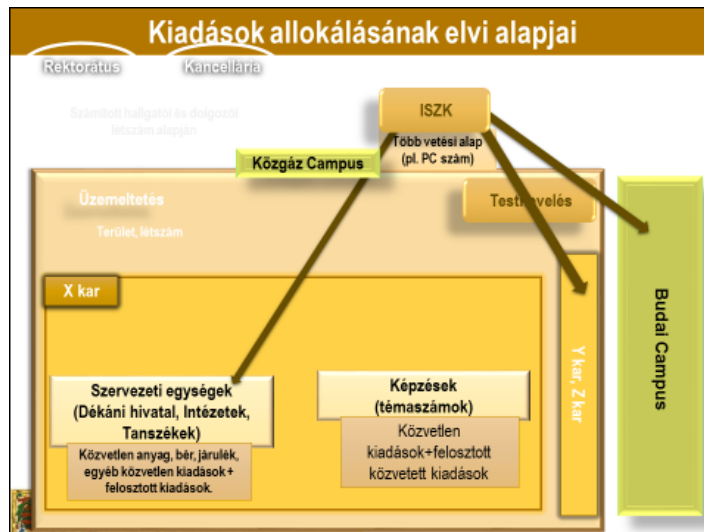 Kiadások allokálásának elvi alapjai
Rektorátus
Kancellária
Számított hallgatói és dolgozói
létszám alapján
ISZK
Több vetési alap
(pl. PC szám)
Közgáz Campus
Üzemeltetés
Testnevelés
Terület, létszám
X kar
Y kar, Z kar
Budai Campus
Szervezeti egységek
(Dékáni hivatal, Intézetek,
Tanszékek)
Közvetlen anyag, bér, járulék,
egyéb közvetlen kiadások+
felosztott kiadások.
Képzések
(témaszámok)
Közvetlen
kiadások+felosztott
közvetett kiadások